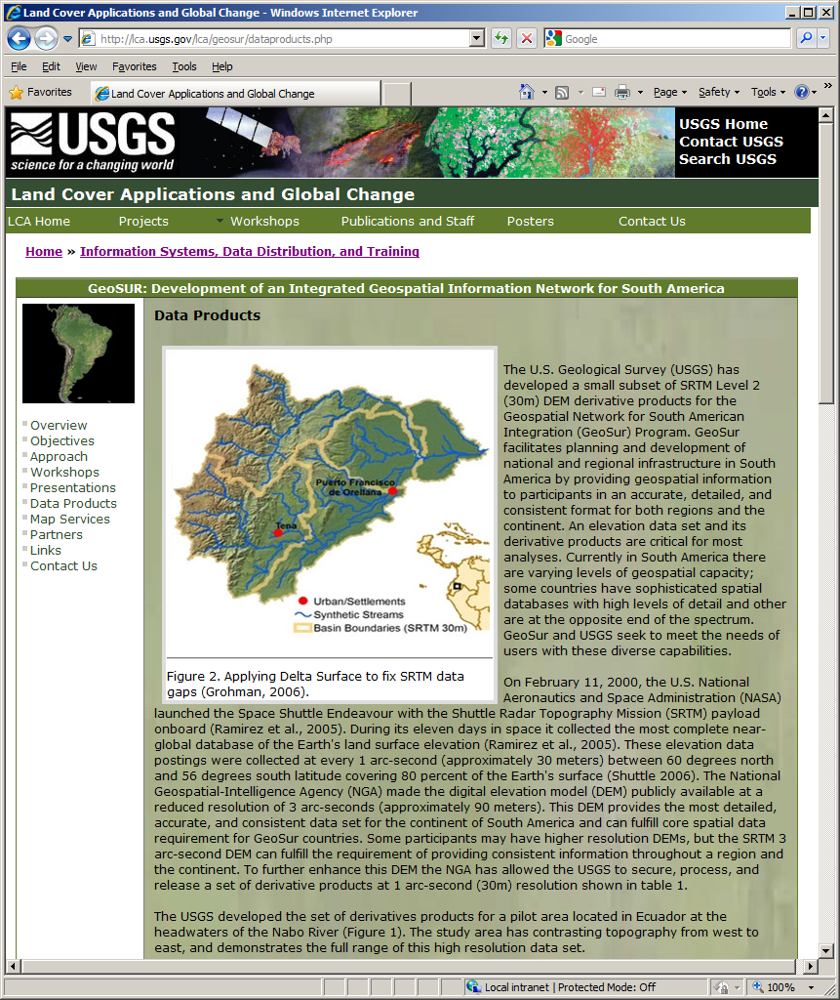 Land Cover Applications and Global Change - Windows Internet Explorer
http://lca.usgs.gov/lca/geosur/dataproducts.php
Google
File Edit View Favorites Tools Help
Favorites
Land Cover Applications and Global Change
Page Safety Tools
USGS
science for a changing world
USGS Home
Contact USGS
Search USGS
Land Cover Applications and Global Change
LCA Home Projects Workshops Publications and Staff Posters Contact Us
Home » Information Systems, Data Distribution, and Training
GeoSUR: Development of an Integrated Geospatial Information Network for South America
Overview
Objectives
Approach
Workshops
Presentations
Data Products
Map Services
Partners
Links
Contact Us
Data Products
Puerto Francisco
de Orellana
Tena
Urban/Settlements
Synthetic Streams
Basin Boundaries (SRTM 30m)
Figure 2. Applying Delta Surface to fix SRTM data
gaps (Grohman, 2006).
The U.S. Geological Survey (USGS) has
developed a small subset of SRTM Level 2
(30m) DEM derivative products for the
Geospatial Network for South American
Integration (GeoSur) Program. GeoSur
facilitates planning and development of
national and regional infrastructure in South
America by providing geospatial information
to participants in an accurate, detailed, and
consistent format for both regions and the
continent. An elevation data set and its
derivative products are critical for most
analyses. Currently in South America there
are varying levels of geospatial capacity;
some countries have sophisticated spatial
databases with high levels of detail and other
are at the opposite end of the spectrum.
GeoSur and USGS seek to meet the needs of
users with these diverse capabilities.
On February 11, 2000, the U.S. National
Aeronautics and Space Administration (NASA)
launched the Space Shuttle Endeavour with the Shuttle Radar Topography Mission (SRTM) payload
onboard (Ramirez et al., 2005). During its eleven days in space it collected the most complete near-
global database of the Earth's land surface elevation (Ramirez et al., 2005). These elevation data
postings were collected at every 1 arc-second (approximately 30 meters) between 60 degrees north
and 56 degrees south latitude covering 80 percent of the Earth's surface (Shuttle 2006). The National
Geospatial-Intelligence Agency (NGA) made the digital elevation model (DEM) publicly available at a
reduced resolution of 3 arc-seconds (approximately 90 meters). This DEM provides the most detailed,
accurate, and consistent data set for the continent of South America and can fulfill core spatial data
requirement for GeoSur countries. Some participants may have higher resolution DEMs, but the SRTM 3
arc-second DEM can fulfill the requirement of providing consistent information throughout a region and
the continent. To further enhance this DEM the NGA has allowed the USGS to secure, process, and
release a set of derivative products at 1 arc-second (30m) resolution shown in table 1.
The USGS developed the set of derivatives products for a pilot area located in Ecuador at the
headwaters of the Nabo River (Figure 1). The study area has contrasting topography from west to
east, and demonstrates the full range of this high resolution data set.
Local intranet | Protected Mode: Off
100%